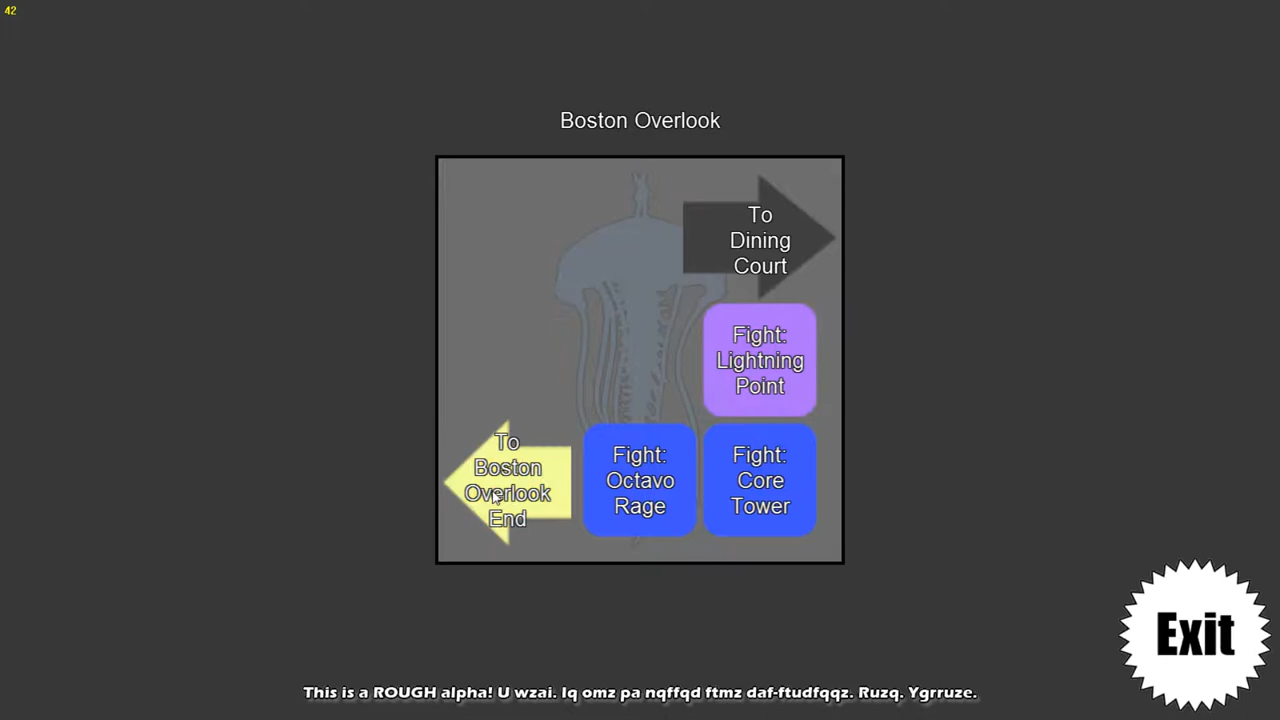 42
Boston Overlook
To
Dining
Court
Fight:
Lightning
Point
To
Boston
Overlook
End
Fight:
Octavo
Rage
Fight:
Core
Tower
Exit
This is a ROUGH alpha! U wzai. Iq omz pa nqffqd ftmz daf-ftudfqqz. Ruzq. Ygrruze.